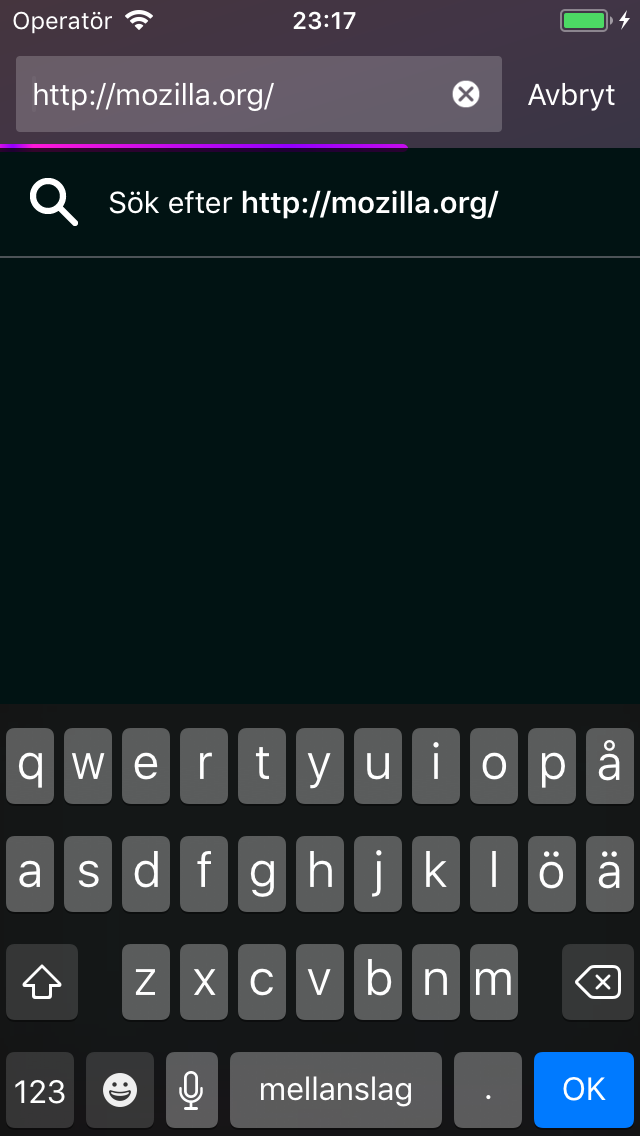 Operatör 23:17
http://mozilla.org/ Avbryt
Sök efter http://mozilla.org/
q w e r t y u i o p å
a s d f g h j k l ö ä
z x c v b n m
123 mellanslag . OK